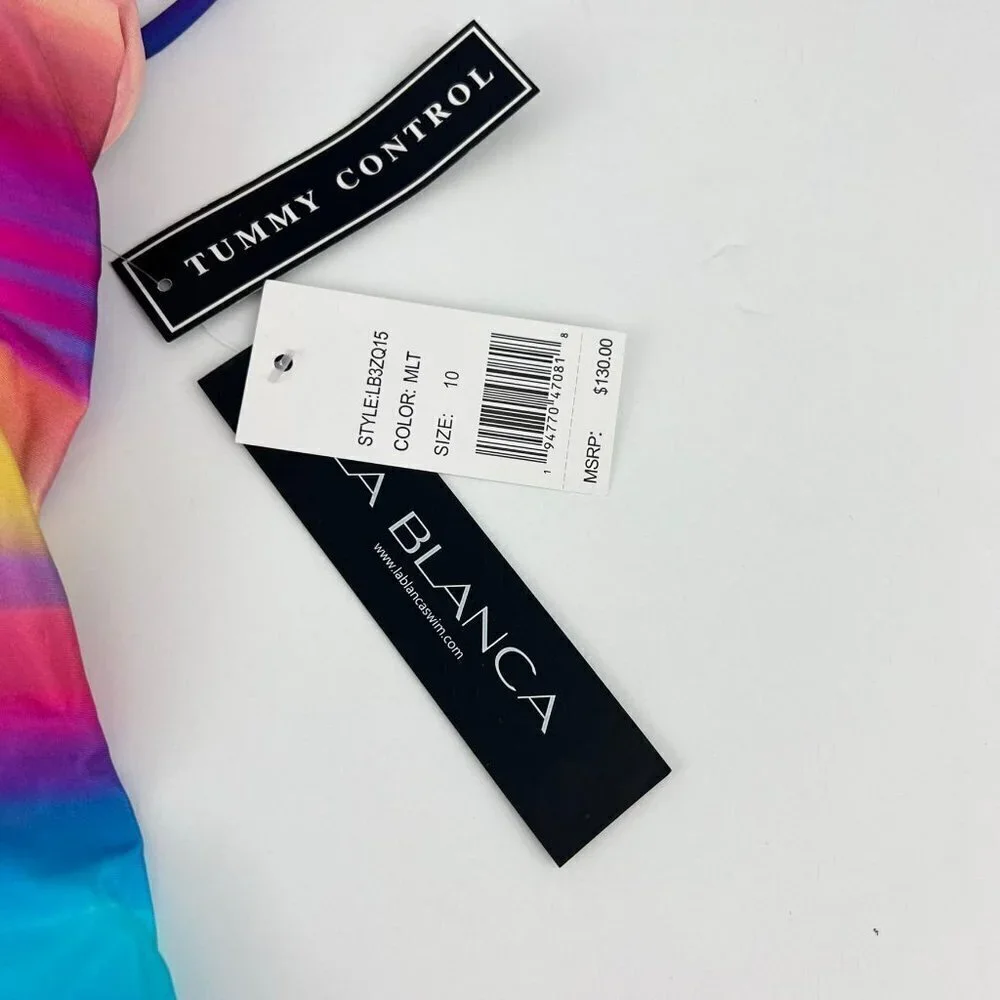 TUMMY CONTROL
STYLE:LB3ZQ15
COLOR: MLT
SIZE: 10
1 94770 47081 8
MSRP: $130.00
LA BLANCA
www.lablancaswim.com